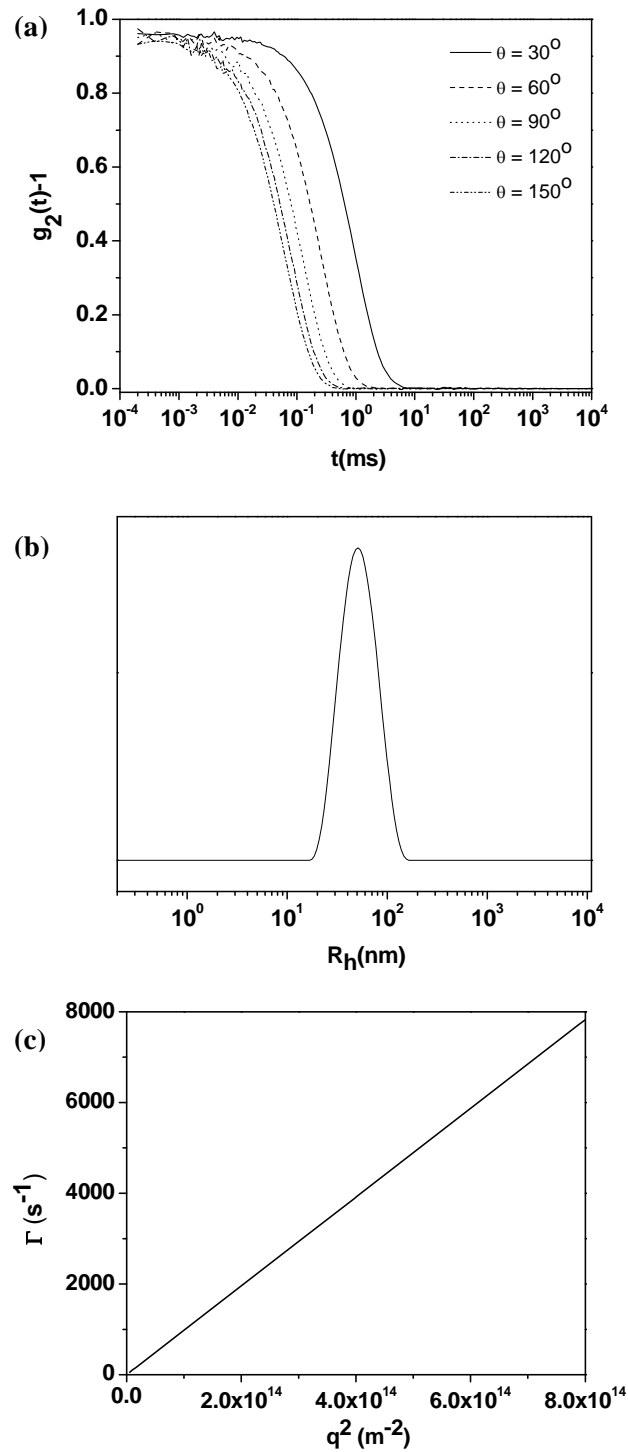 (a)
1.0
0.8
0.6
0.4
0.2
0.0
g₂(t)-1
θ = 30°
θ = 60°
θ = 90°
θ = 120°
θ = 150°
10⁻⁴ 10⁻³ 10⁻² 10⁻¹ 10⁰ 10¹ 10² 10³ 10⁴
t(ms)
(b)
10⁰ 10¹ 10² 10³ 10⁴
R_h(nm)
(c)
8000
6000
4000
2000
0
Γ (s⁻¹)
0.0 2.0x10¹⁴ 4.0x10¹⁴ 6.0x10¹⁴ 8.0x10¹⁴
q² (m⁻²)